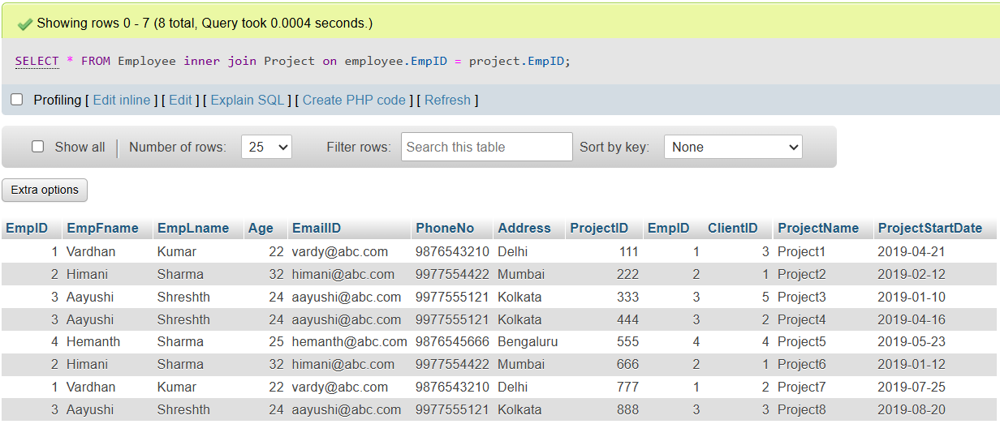 Showing rows 0 - 7 (8 total, Query took 0.0004 seconds.)
SELECT * FROM Employee inner join Project on employee.EmpID = project.EmpID;
Profiling [ Edit inline ] [ Edit ] [ Explain SQL ] [ Create PHP code ] [ Refresh ]
Show all | Number of rows: 25 Filter rows: Search this table Sort by key: None
Extra options
EmpID EmpFname EmpLname Age EmailID PhoneNo Address ProjectID EmpID ClientID ProjectName ProjectStartDate
1 Vardhan Kumar 22 vardy@abc.com 9876543210 Delhi 111 1 3 Project1 2019-04-21
2 Himani Sharma 32 himani@abc.com 9977554422 Mumbai 222 2 1 Project2 2019-02-12
3 Aayushi Shreshth 24 aayushi@abc.com 9977555121 Kolkata 333 3 5 Project3 2019-01-10
3 Aayushi Shreshth 24 aayushi@abc.com 9977555121 Kolkata 444 3 2 Project4 2019-04-16
4 Hemanth Sharma 25 hemanth@abc.com 9876545666 Bengaluru 555 4 4 Project5 2019-05-23
2 Himani Sharma 32 himani@abc.com 9977554422 Mumbai 666 2 1 Project6 2019-01-12
1 Vardhan Kumar 22 vardy@abc.com 9876543210 Delhi 777 1 2 Project7 2019-07-25
3 Aayushi Shreshth 24 aayushi@abc.com 9977555121 Kolkata 888 3 3 Project8 2019-08-20